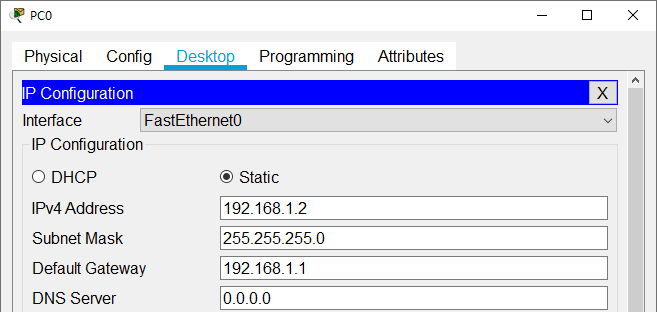 PC0
Physical Config Desktop Programming Attributes
IP Configuration X
Interface FastEthernet0
IP Configuration
DHCP Static
IPv4 Address 192.168.1.2
Subnet Mask 255.255.255.0
Default Gateway 192.168.1.1
DNS Server 0.0.0.0